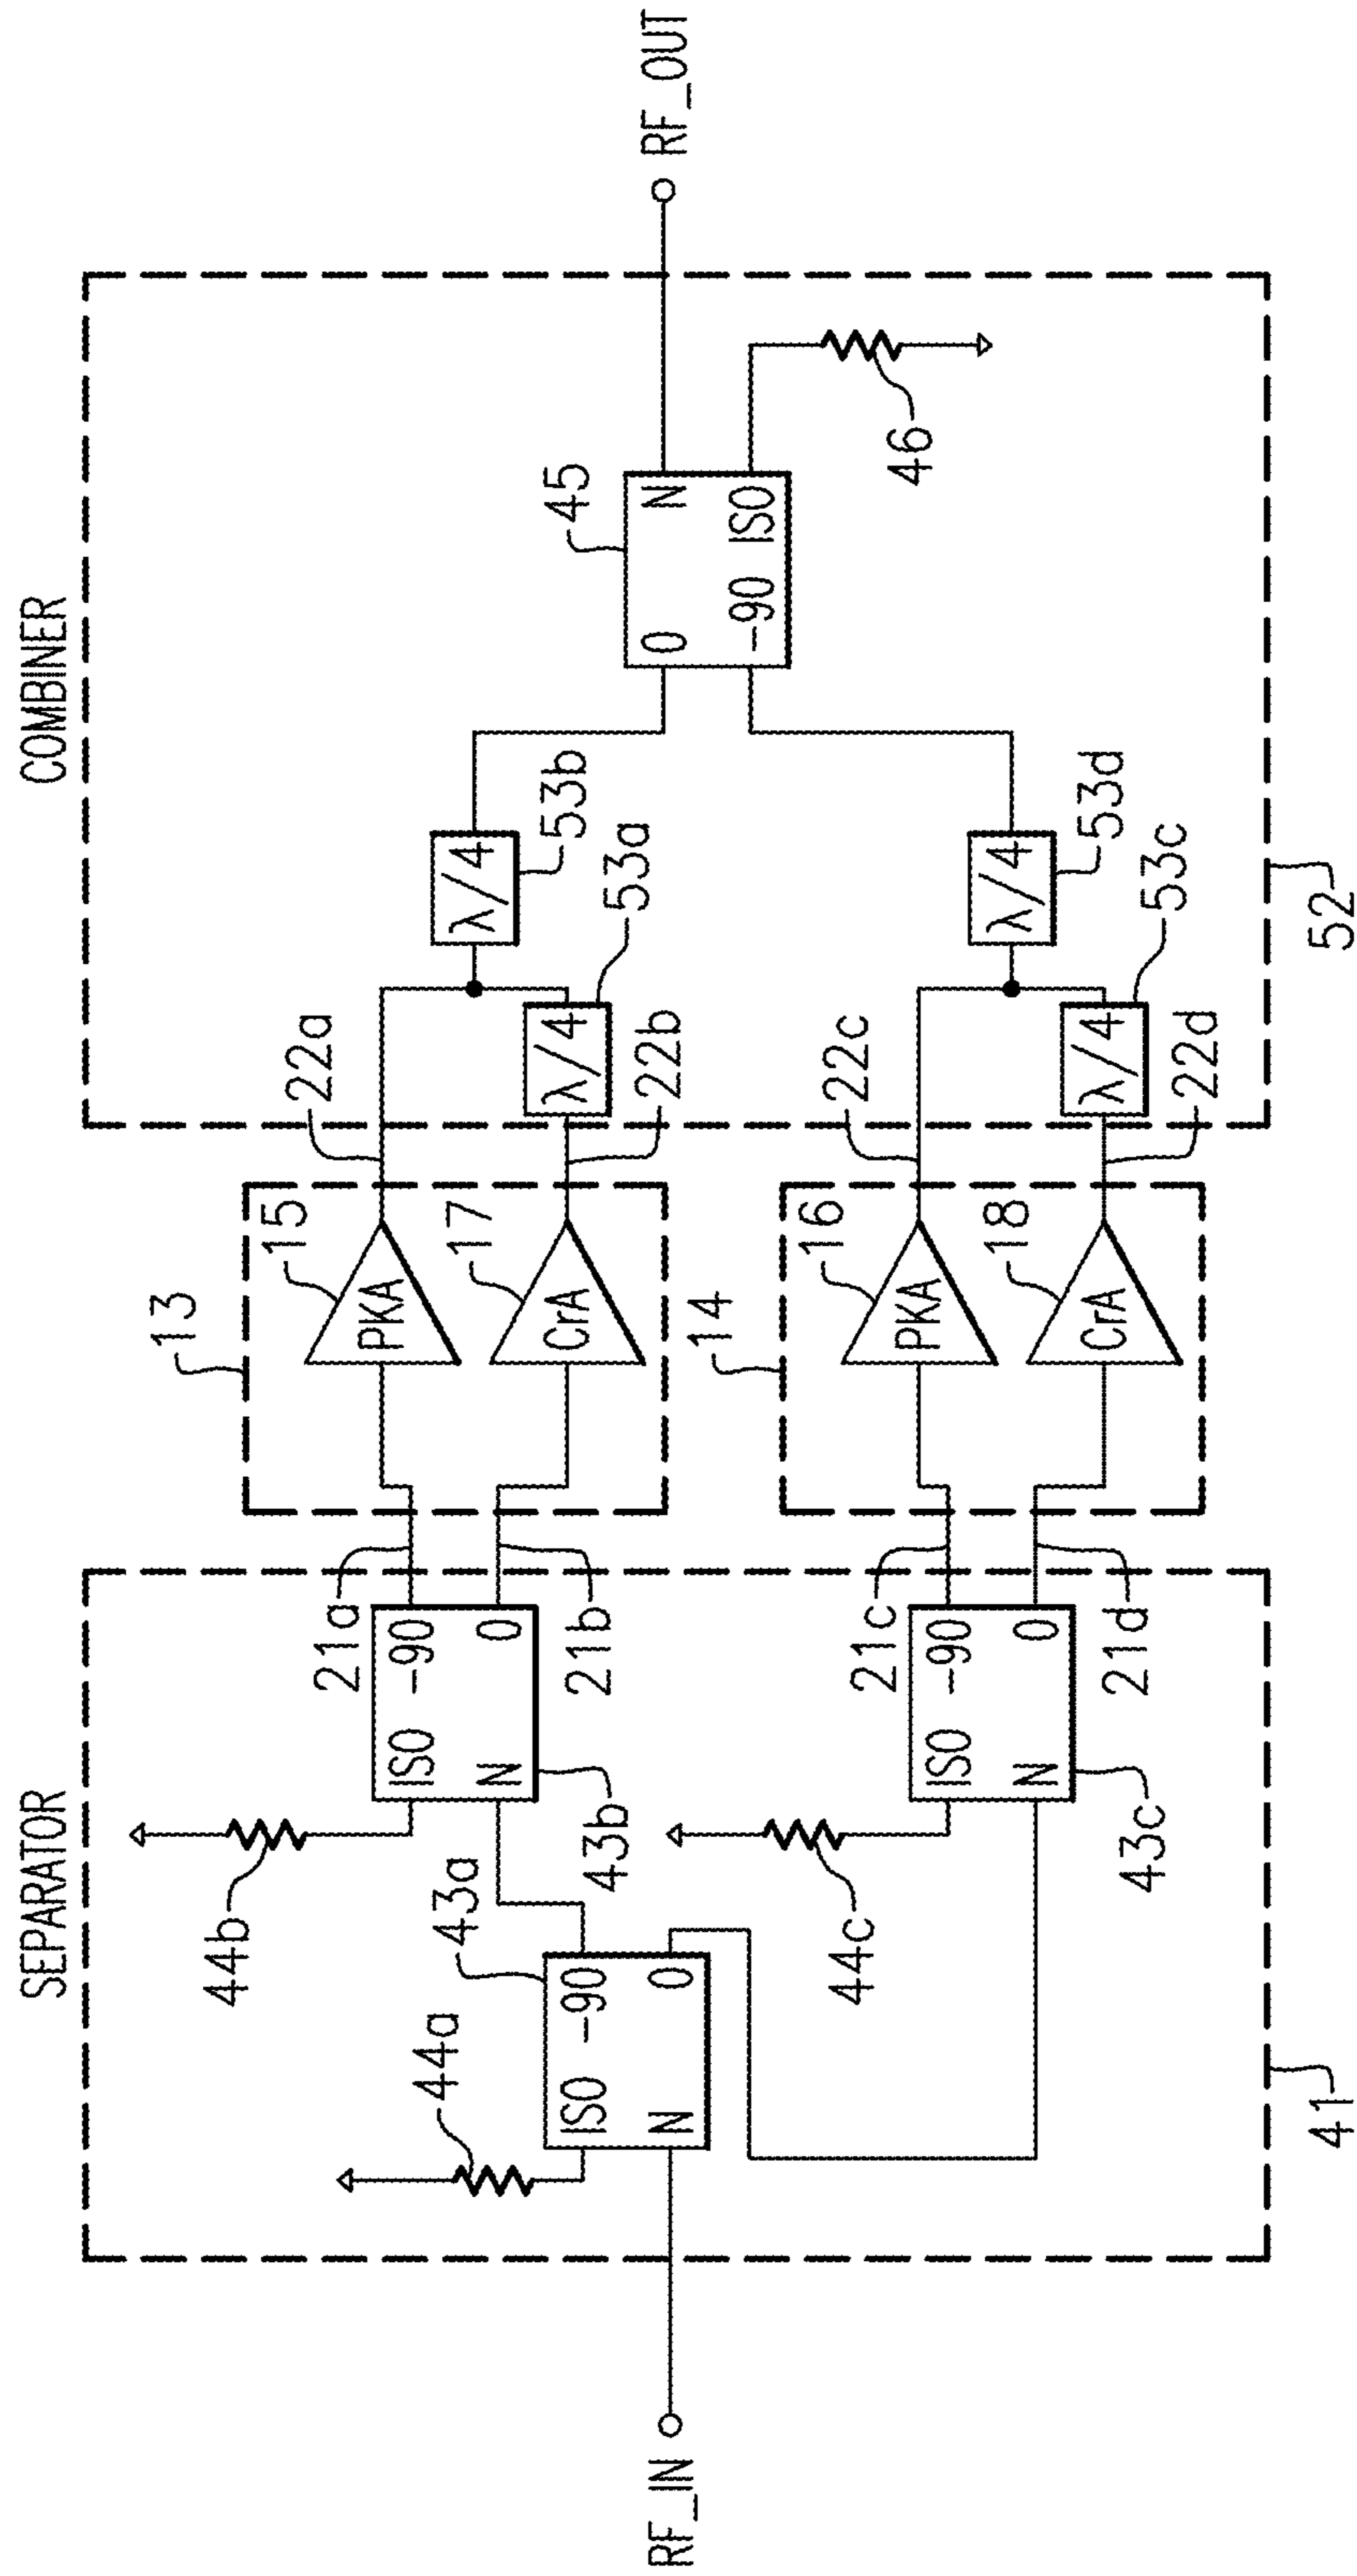 SEPARATOR
COMBINER
RF_IN
44a
43a
ISO -90
N 0
44b
43b
ISO -90
N 0
44c
43c
ISO -90
N 0
41
21a
21b
21c
21d
13
15
PKA
17
CrA
14
16
PKA
18
CrA
22a
22b
22c
22d
λ/4
53a
λ/4
53b
λ/4
53c
λ/4
53d
45
0 N
-90 ISO
46
52
RF_OUT